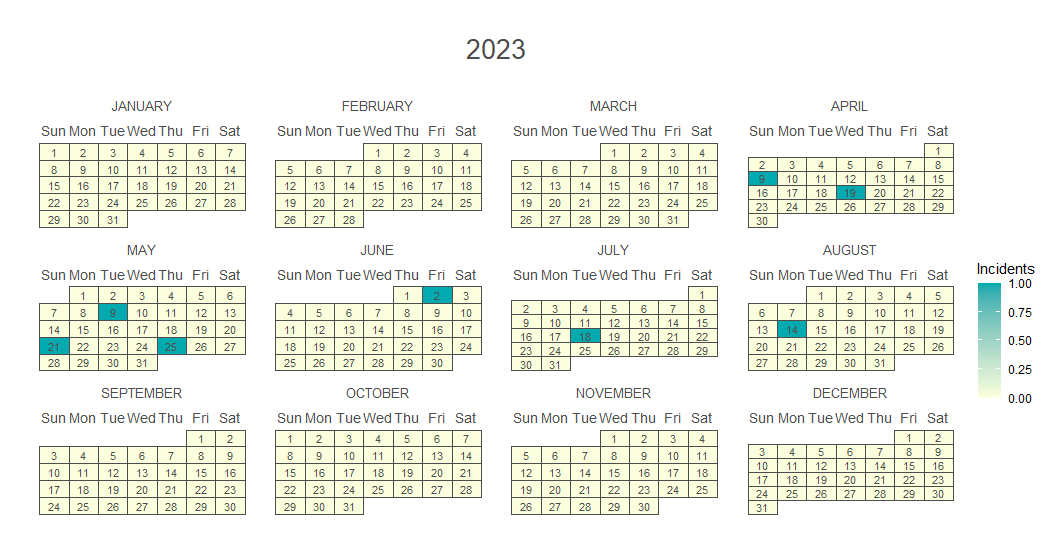 2023
JANUARY FEBRUARY MARCH APRIL
Sun Mon Tue Wed Thu Fri Sat Sun Mon Tue Wed Thu Fri Sat Sun Mon Tue Wed Thu Fri Sat Sun Mon Tue Wed Thu Fri Sat
1 2 3 4 5 6 7 1 2 3 4 1 2 3 4 1
8 9 10 11 12 13 14 5 6 7 8 9 10 11 5 6 7 8 9 10 11 2 3 4 5 6 7 8
15 16 17 18 19 20 21 12 13 14 15 16 17 18 12 13 14 15 16 17 18 9 10 11 12 13 14 15
22 23 24 25 26 27 28 19 20 21 22 23 24 25 19 20 21 22 23 24 25 16 17 18 19 20 21 22
29 30 31 26 27 28 26 27 28 29 30 31 23 24 25 26 27 28 29
30
MAY JUNE JULY AUGUST
Sun Mon Tue Wed Thu Fri Sat Sun Mon Tue Wed Thu Fri Sat Sun Mon Tue Wed Thu Fri Sat Sun Mon Tue Wed Thu Fri Sat
1 2 3 4 5 6 1 2 3 1 1 2 3 4 5
7 8 9 10 11 12 13 4 5 6 7 8 9 10 2 3 4 5 6 7 8 6 7 8 9 10 11 12
14 15 16 17 18 19 20 11 12 13 14 15 16 17 9 10 11 12 13 14 15 13 14 15 16 17 18 19
21 22 23 24 25 26 27 18 19 20 21 22 23 24 16 17 18 19 20 21 22 20 21 22 23 24 25 26
28 29 30 31 25 26 27 28 29 30 23 24 25 26 27 28 29 27 28 29 30 31
30 31
SEPTEMBER OCTOBER NOVEMBER DECEMBER
Sun Mon Tue Wed Thu Fri Sat Sun Mon Tue Wed Thu Fri Sat Sun Mon Tue Wed Thu Fri Sat Sun Mon Tue Wed Thu Fri Sat
1 2 1 2 3 4 5 6 7 1 2 3 4 1 2
3 4 5 6 7 8 9 8 9 10 11 12 13 14 5 6 7 8 9 10 11 3 4 5 6 7 8 9
10 11 12 13 14 15 16 15 16 17 18 19 20 21 12 13 14 15 16 17 18 10 11 12 13 14 15 16
17 18 19 20 21 22 23 22 23 24 25 26 27 28 19 20 21 22 23 24 25 17 18 19 20 21 22 23
24 25 26 27 28 29 30 29 30 31 26 27 28 29 30 24 25 26 27 28 29 30
31
Incidents
1.00
0.75
0.50
0.25
0.00